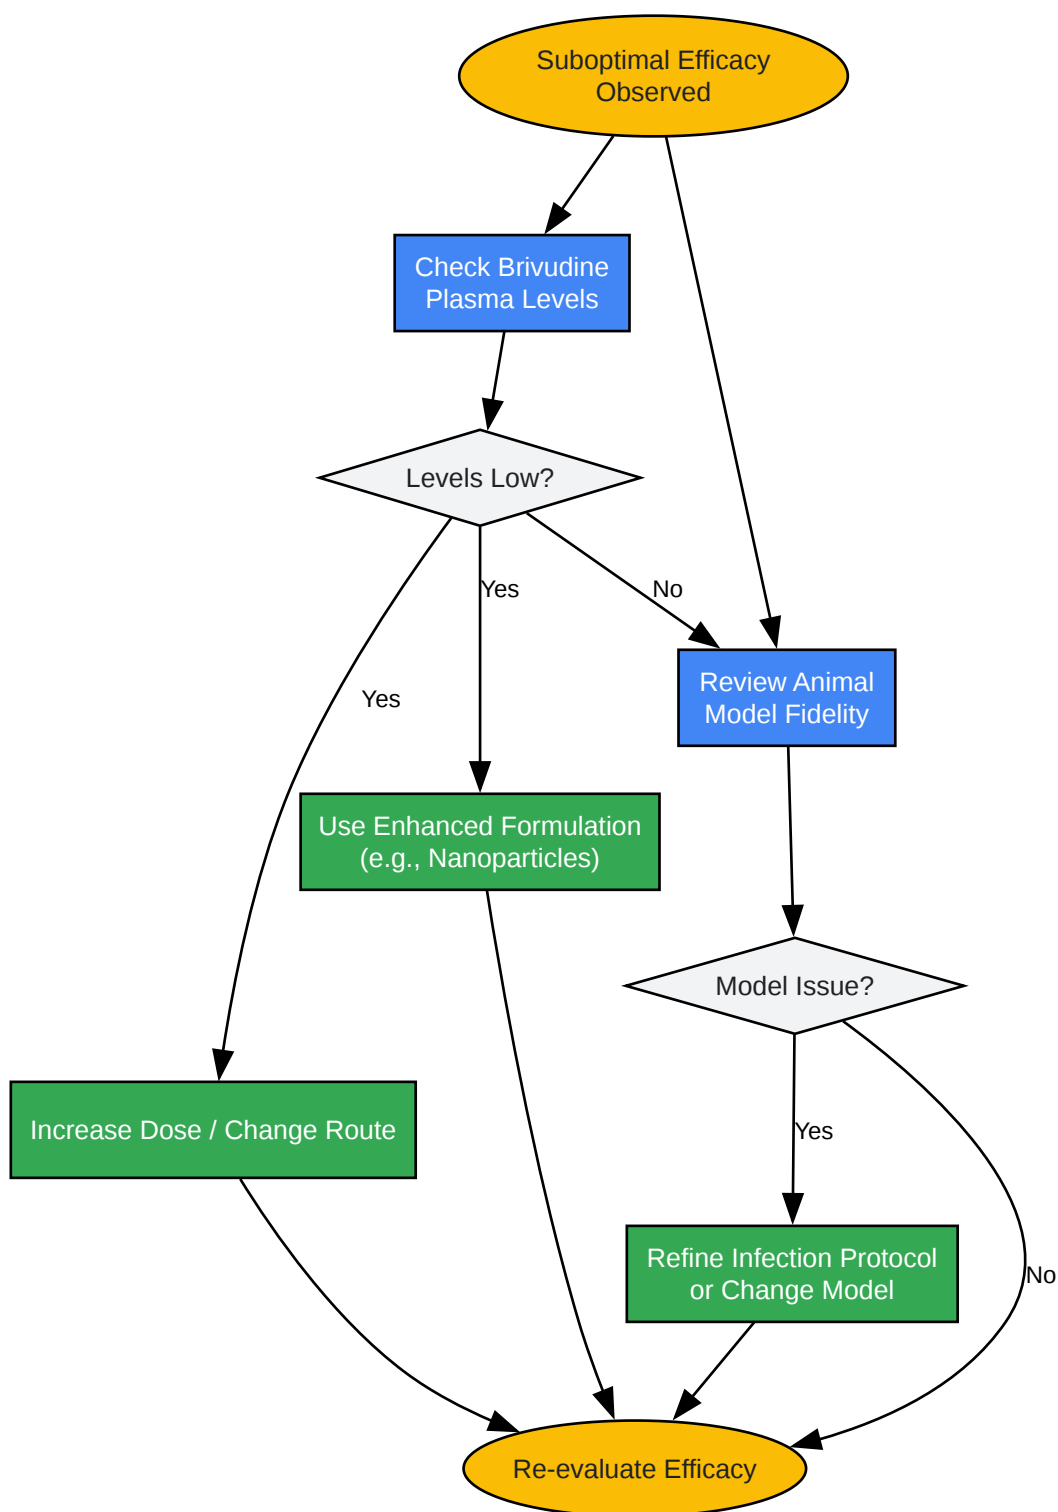 Suboptimal Efficacy
Observed
Check Brivudine
Plasma Levels
Levels Low?
Yes
No
Yes
Review Animal
Model Fidelity
Use Enhanced Formulation
(e.g., Nanoparticles)
Model Issue?
Increase Dose / Change Route
Yes
Refine Infection Protocol
or Change Model
No
Re-evaluate Efficacy